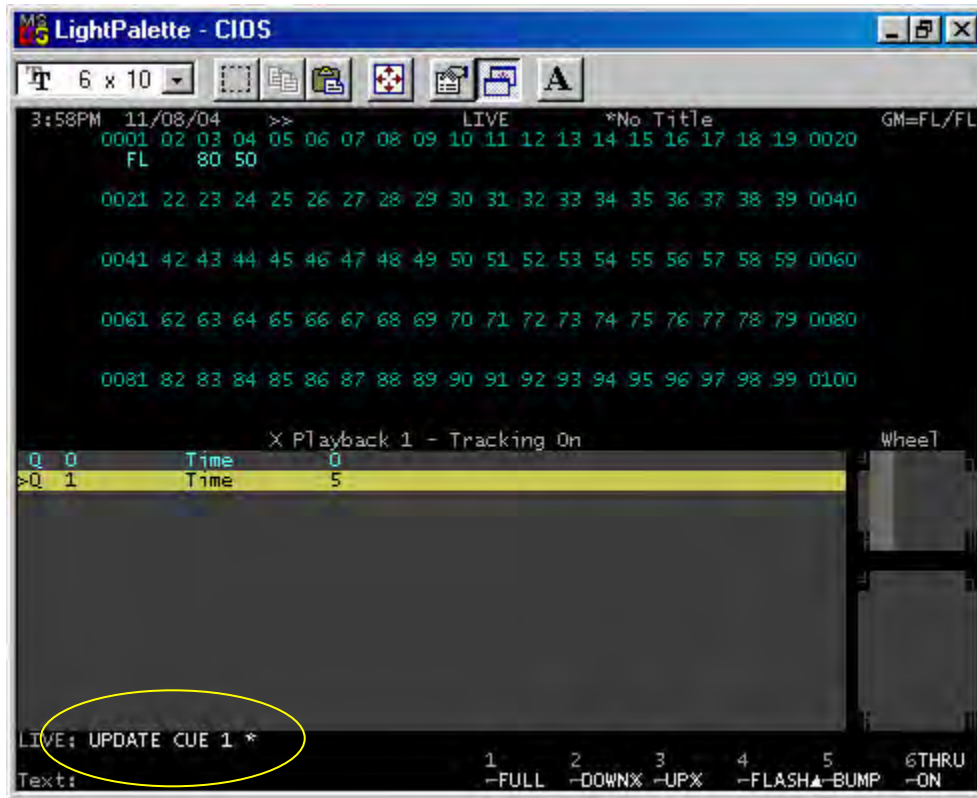 LightPalette - CIOS
6 x 10 A
3:58PM 11/08/04 >> LIVE *No Title GM=FL/FL
0001 02 03 04 05 06 07 08 09 10 11 12 13 14 15 16 17 18 19 0020
FL 80 50
0021 22 23 24 25 26 27 28 29 30 31 32 33 34 35 36 37 38 39 0040
0041 42 43 44 45 46 47 48 49 50 51 52 53 54 55 56 57 58 59 0060
0061 62 63 64 65 66 67 68 69 70 71 72 73 74 75 76 77 78 79 0080
0081 82 83 84 85 86 87 88 89 90 91 92 93 94 95 96 97 98 99 0100
X Playback 1 - Tracking On Wheel
Q 0 Time 0
>Q 1 Time 5
LIVE: UPDATE CUE 1 *
1 2 3 4 5 6THRU
Text: ¬FULL ¬DOWN% ¬UP% ¬FLASH▲¬BUMP ¬ON